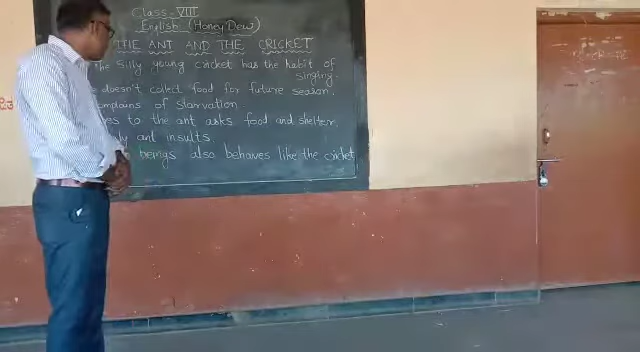 Class - VIII
English (Honey Dew)
THE ANT AND THE CRICKET
The Silly young cricket has the habit of
singing.
doesn't collect food for future season.
complains of starvation
to the ant asks food and shelter.
ant insults.
beings also behaves like the cricket